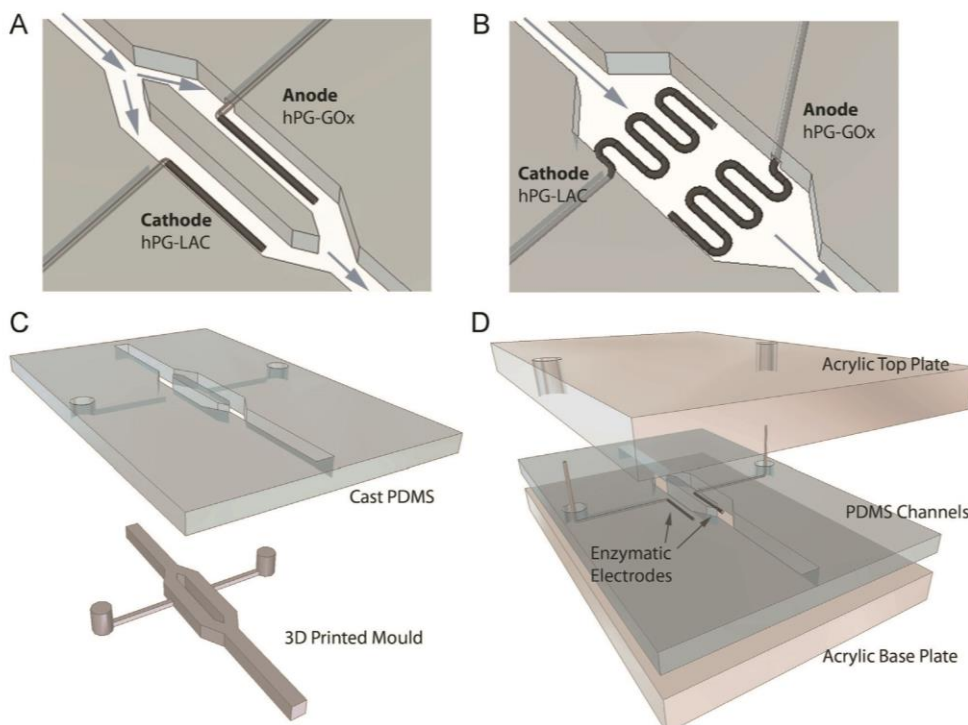 A
Anode
hPG-GOx
Cathode
hPG-LAC
B
Anode
hPG-GOx
Cathode
hPG-LAC
C
Cast PDMS
3D Printed Mould
D
Acrylic Top Plate
PDMS Channels
Enzymatic
Electrodes
Acrylic Base Plate